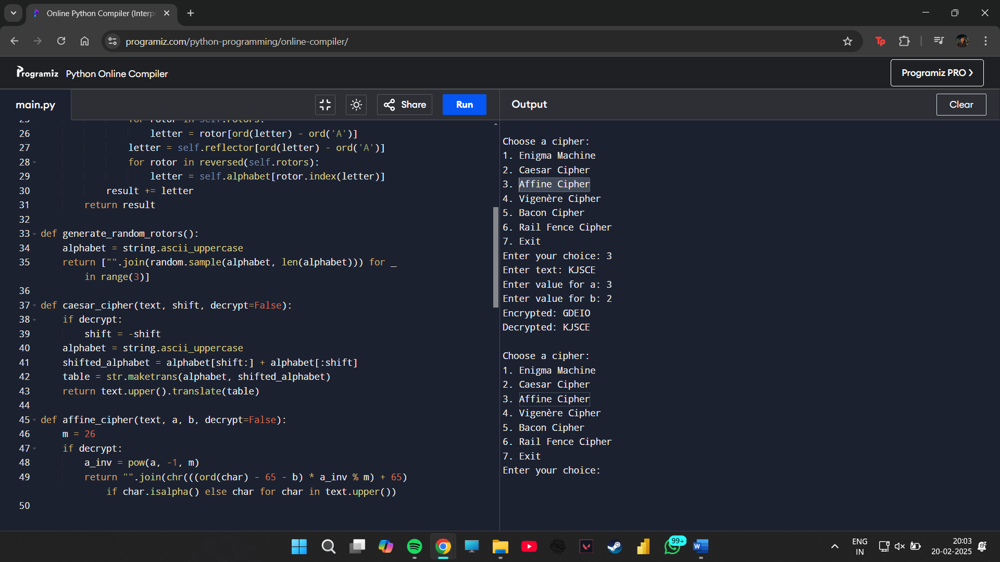 Online Python Compiler (Interp
programiz.com/python-programming/online-compiler/
Programiz Python Online Compiler
Programiz PRO
main.py
Share
Run
Output
Clear
25 for rotor in self.rotors:
26 letter = rotor[ord(letter) - ord('A')]
27 letter = self.reflector[ord(letter) - ord('A')]
28 for rotor in reversed(self.rotors):
29 letter = self.alphabet[rotor.index(letter)]
30 result += letter
31 return result
32
33 def generate_random_rotors():
34 alphabet = string.ascii_uppercase
35 return ["".join(random.sample(alphabet, len(alphabet))) for _
in range(3)]
36
37 def caesar_cipher(text, shift, decrypt=False):
38 if decrypt:
39 shift = -shift
40 alphabet = string.ascii_uppercase
41 shifted_alphabet = alphabet[shift:] + alphabet[:shift]
42 table = str.maketrans(alphabet, shifted_alphabet)
43 return text.upper().translate(table)
44
45 def affine_cipher(text, a, b, decrypt=False):
46 m = 26
47 if decrypt:
48 a_inv = pow(a, -1, m)
49 return "".join(chr(((ord(char) - 65 - b) * a_inv % m) + 65)
if char.isalpha() else char for char in text.upper())
50
Choose a cipher:
1. Enigma Machine
2. Caesar Cipher
3. Affine Cipher
4. Vigenère Cipher
5. Bacon Cipher
6. Rail Fence Cipher
7. Exit
Enter your choice: 3
Enter text: KJSCE
Enter value for a: 3
Enter value for b: 2
Encrypted: GDEIO
Decrypted: KJSCE
Choose a cipher:
1. Enigma Machine
2. Caesar Cipher
3. Affine Cipher
4. Vigenère Cipher
5. Bacon Cipher
6. Rail Fence Cipher
7. Exit
Enter your choice:
99+
ENG
IN
20:03
20-02-2025